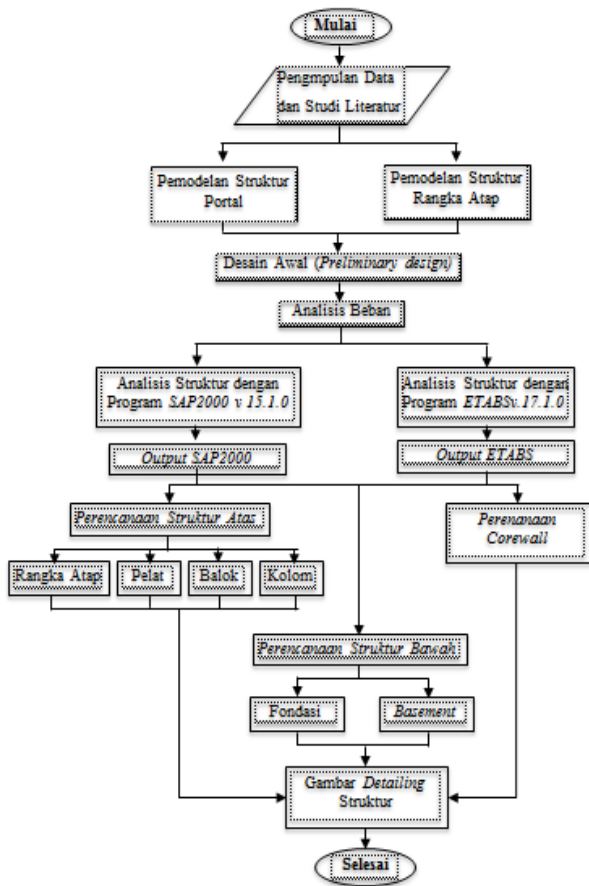 Mulai
Pengmpulan Data
dan Studi Literatur
Pemodelan Struktur
Portal
Pemodelan Struktur
Rangka Atap
Desain Awal (Preliminary design)
Analisis Beban
Analisis Struktur dengan
Program SAP2000 v 15.1.0
Analisis Struktur dengan
Program ETABSv.17.1.0
Output SAP2000
Output ETABS
Perencanaan Struktur Atas
Perenanaan
Corewall
Rangka Atap
Pelat
Balok
Kolom
Perencanaan Struktur Bawah
Fondasi
Basement
Gambar Detailing
Struktur
Selesai